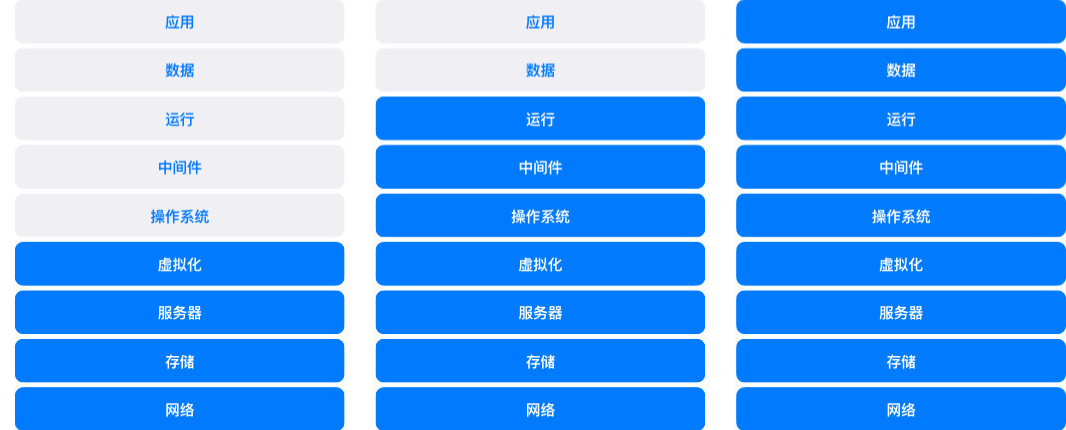 应用
数据
运行
中间件
操作系统
虚拟化
服务器
存储
网络
应用
数据
运行
中间件
操作系统
虚拟化
服务器
存储
网络
应用
数据
运行
中间件
操作系统
虚拟化
服务器
存储
网络